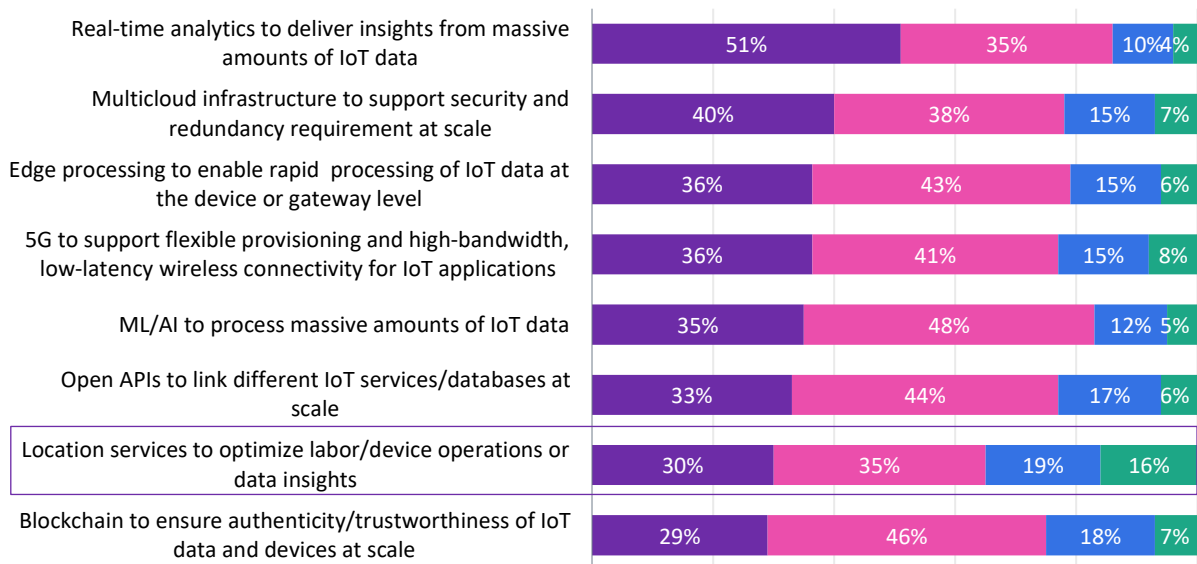 Real-time analytics to deliver insights from massive
amounts of IoT data
51% 35% 10% 4%
Multicloud infrastructure to support security and
redundancy requirement at scale
40% 38% 15% 7%
Edge processing to enable rapid  processing of IoT data at
the device or gateway level
36% 43% 15% 6%
5G to support flexible provisioning and high-bandwidth,
low-latency wireless connectivity for IoT applications
36% 41% 15% 8%
ML/AI to process massive amounts of IoT data
35% 48% 12% 5%
Open APIs to link different IoT services/databases at
scale
33% 44% 17% 6%
Location services to optimize labor/device operations or
data insights
30% 35% 19% 16%
Blockchain to ensure authenticity/trustworthiness of IoT
data and devices at scale
29% 46% 18% 7%